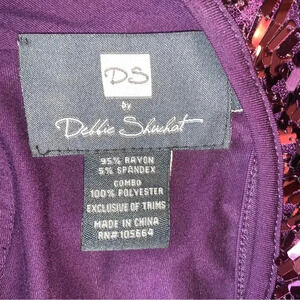 DS
by
Debbie Shuchat
95% RAYON
5% SPANDEX
COMBO
100% POLYESTER
EXCLUSIVE OF TRIMS
MADE IN CHINA
RN#105664